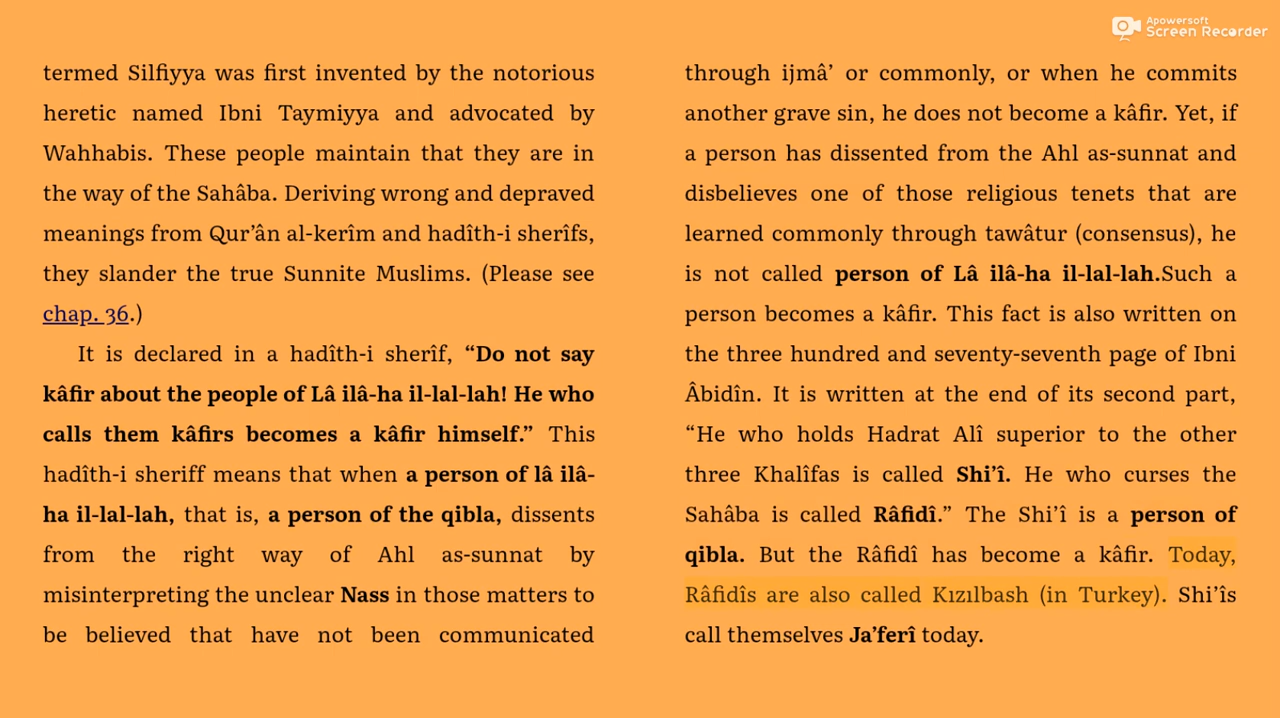 Apowersoft
Screen Recorder
termed Silfiyya was first invented by the notorious
heretic named Ibni Taymiyya and advocated by
Wahhabis. These people maintain that they are in
the way of the Sahâba. Deriving wrong and depraved
meanings from Qur’ân al-kerîm and hadîth-i sherîfs,
they slander the true Sunnite Muslims. (Please see
chap. 36.)
It is declared in a hadîth-i sherîf, “Do not say
kâfir about the people of Lâ ilâ-ha il-lal-lah! He who
calls them kâfirs becomes a kâfir himself.” This
hadîth-i sheriff means that when a person of lâ ilâ-
ha il-lal-lah, that is, a person of the qibla, dissents
from the right way of Ahl as-sunnat by
misinterpreting the unclear Nass in those matters to
be believed that have not been communicated
through ijmâ’ or commonly, or when he commits
another grave sin, he does not become a kâfir. Yet, if
a person has dissented from the Ahl as-sunnat and
disbelieves one of those religious tenets that are
learned commonly through tawâtur (consensus), he
is not called person of Lâ ilâ-ha il-lal-lah.Such a
person becomes a kâfir. This fact is also written on
the three hundred and seventy-seventh page of Ibni
Âbidîn. It is written at the end of its second part,
“He who holds Hadrat Alî superior to the other
three Khalîfas is called Shi’î. He who curses the
Sahâba is called Râfidî.” The Shi’î is a person of
qibla. But the Râfidî has become a kâfir. Today,
Râfidîs are also called Kızılbash (in Turkey). Shi’îs
call themselves Ja’ferî today.